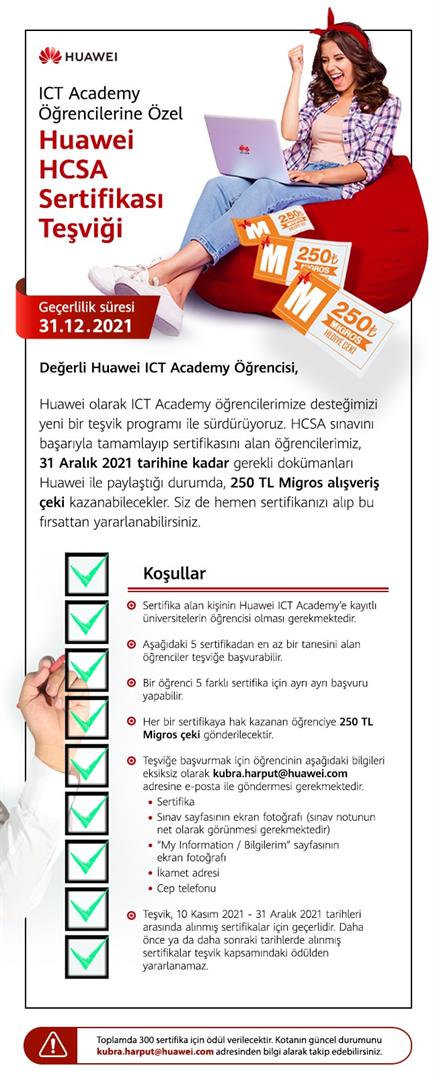 HUAWEI
ICT Academy
Öğrencilerine Özel
Huawei
HCSA
Sertifikası
Teşviği
M 250₺ MIGROS HEDİYE ÇEKİ
M 250₺ MIGROS
M 250₺ MIGROS HEDİYE ÇEKİ
Geçerlilik süresi
31.12.2021
Değerli Huawei ICT Academy Öğrencisi,
Huawei olarak ICT Academy öğrencilerimize desteğimizi
yeni bir teşvik programı ile sürdürüyoruz. HCSA sınavını
başarıyla tamamlayıp sertifikasını alan öğrencilerimiz,
31 Aralık 2021 tarihine kadar gerekli dokümanları
Huawei ile paylaştığı durumda, 250 TL Migros alışveriş
çeki kazanabilecekler. Siz de hemen sertifikanızı alıp bu
fırsattan yararlanabilirsiniz.
Koşullar
Sertifika alan kişinin Huawei ICT Academy'e kayıtlı
üniversitelerin öğrencisi olması gerekmektedir.
Aşağıdaki 5 sertifikadan en az bir tanesini alan
öğrenciler teşviğe başvurabilir.
Bir öğrenci 5 farklı sertifika için ayrı ayrı başvuru
yapabilir.
Her bir sertifikaya hak kazanan öğrenciye 250 TL
Migros çeki gönderilecektir.
Teşviğe başvurmak için öğrencinin aşağıdaki bilgileri
eksiksiz olarak kubra.harput@huawei.com
adresine e-posta ile göndermesi gerekmektedir.
• Sertifika
• Sınav sayfasının ekran fotoğrafı (sınav notunun
net olarak görünmesi gerekmektedir)
• "My Information / Bilgilerim" sayfasının
ekran fotoğrafı
• İkamet adresi
• Cep telefonu
Teşvik, 10 Kasım 2021 - 31 Aralık 2021 tarihleri
arasında alınmış sertifikalar için geçerlidir. Daha
önce ya da daha sonraki tarihlerde alınmış
sertifikalar teşvik kapsamındaki ödülden
yararlanamaz.
Toplamda 300 sertifika için ödül verilecektir. Kotanın güncel durumunu
kubra.harput@huawei.com adresinden bilgi alarak takip edebilirsiniz.